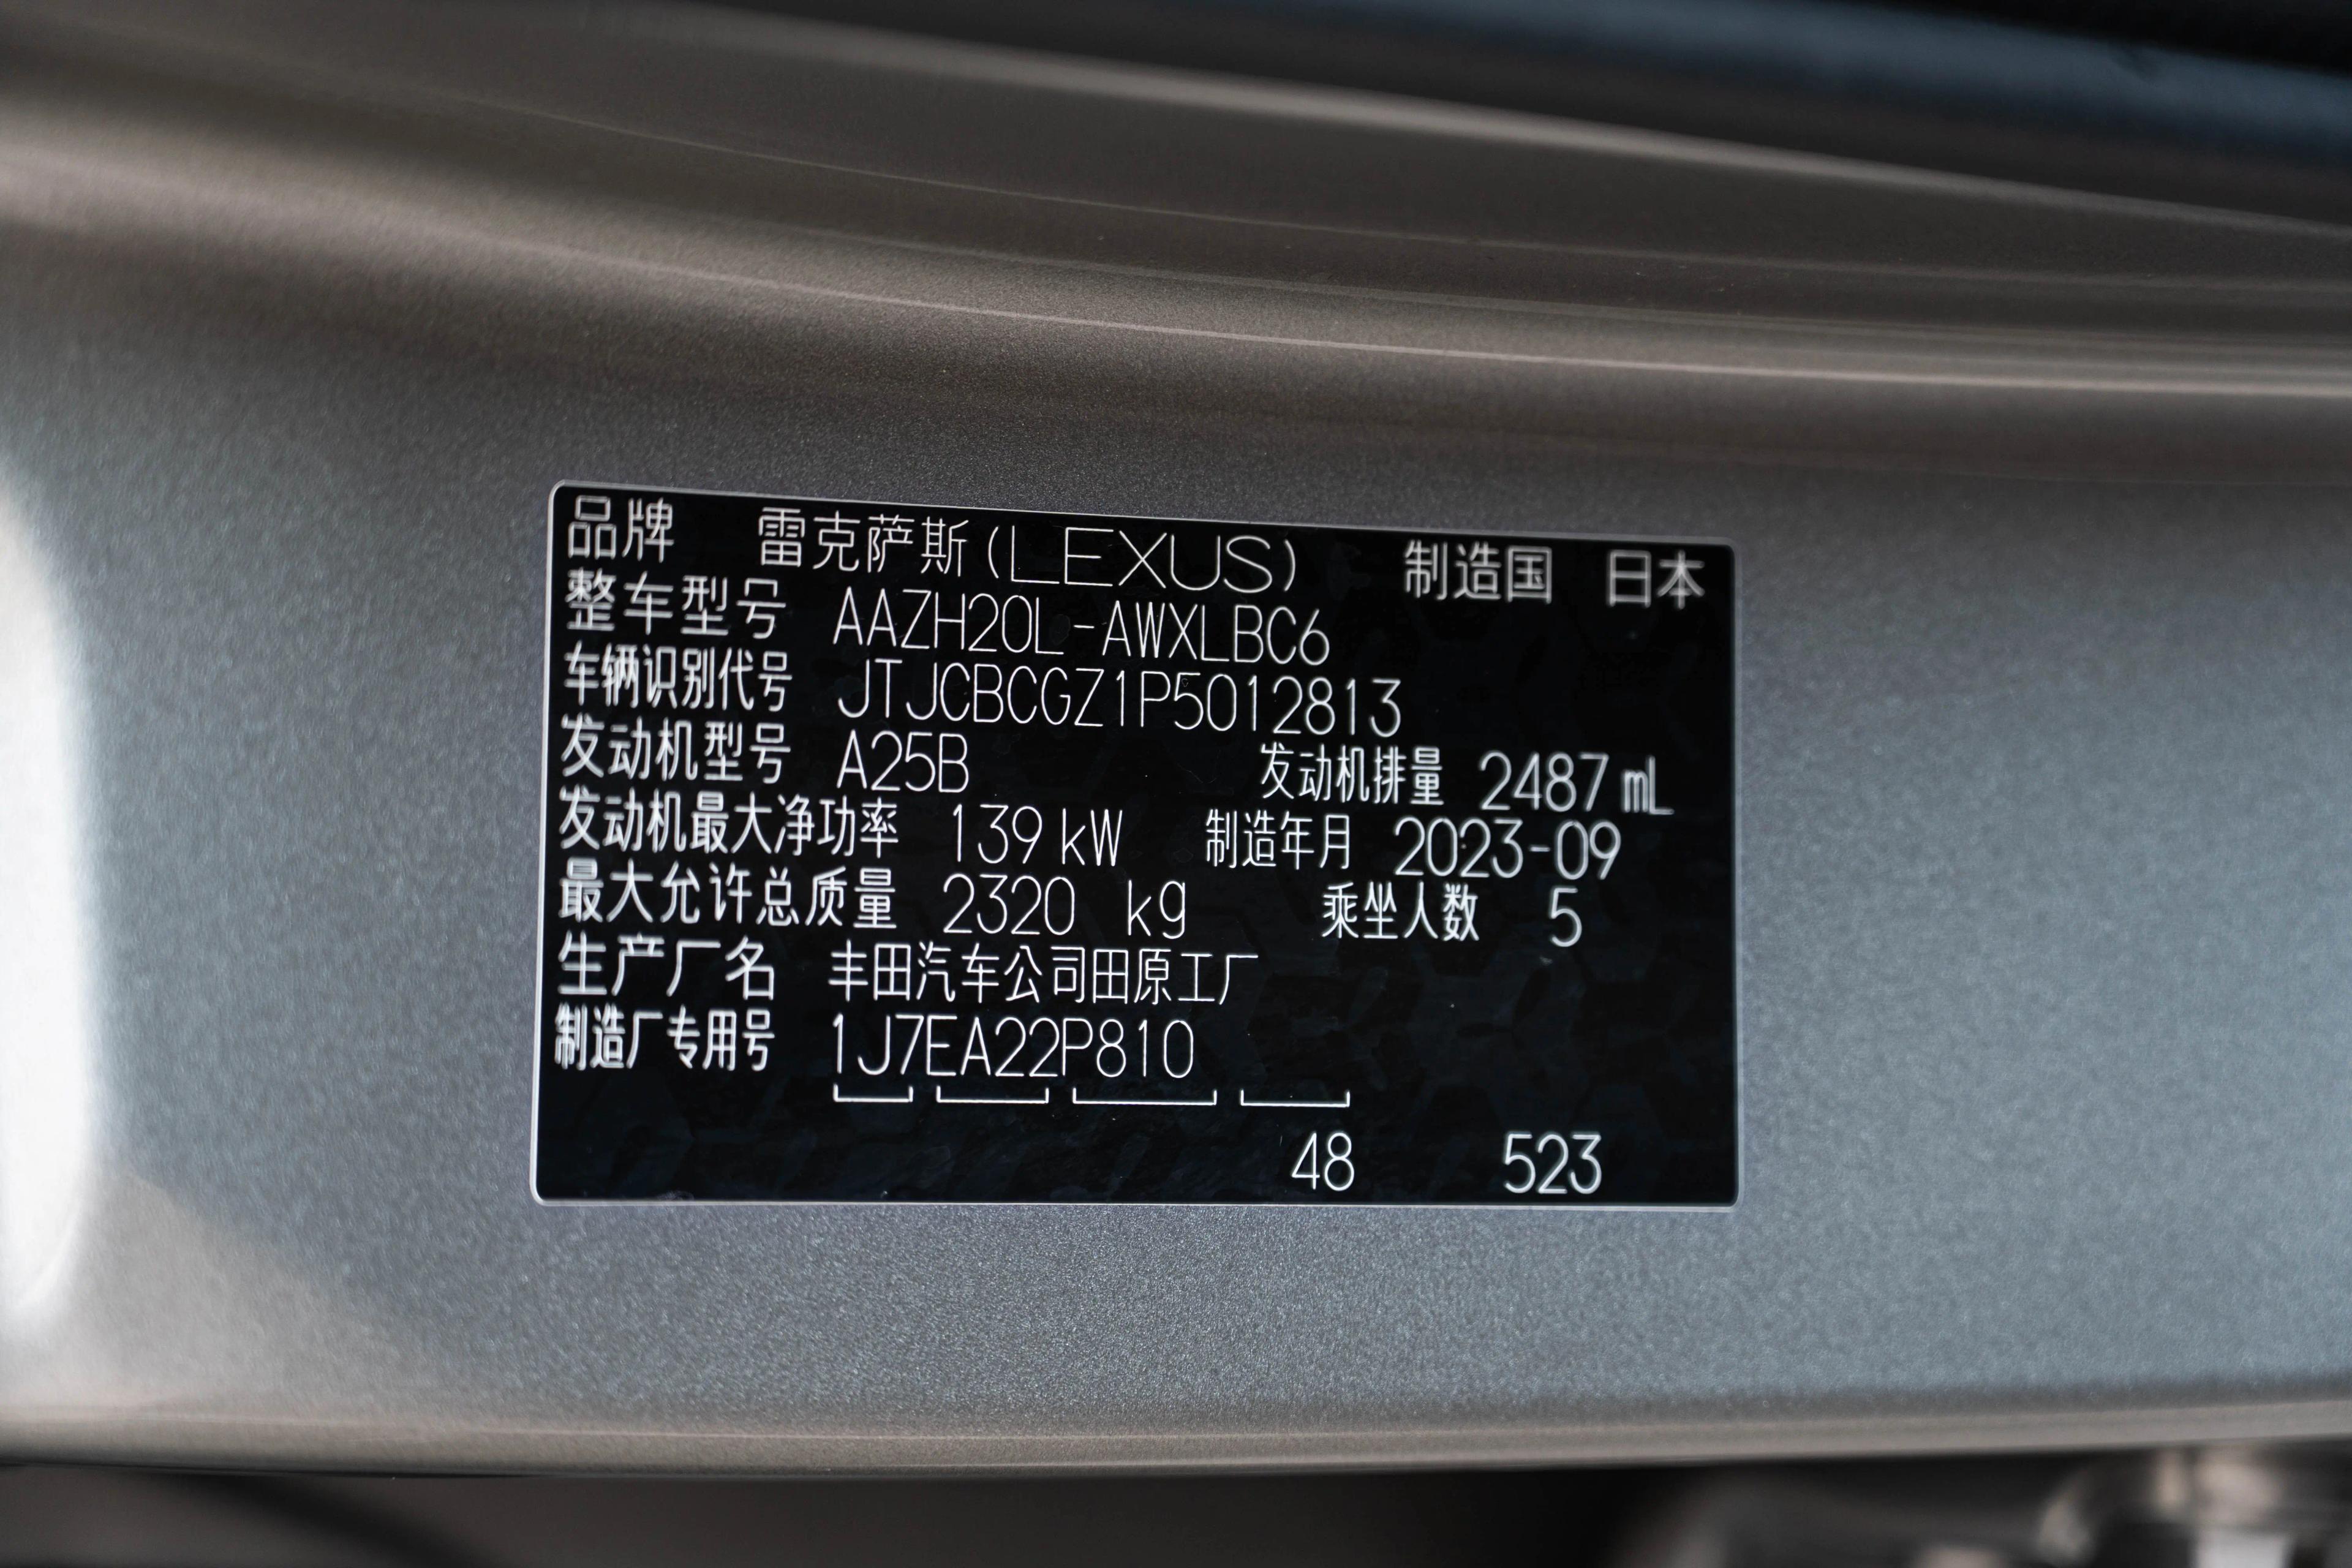 品牌 雷克萨斯(LEXUS) 制造国 日本
整车型号 AAZH20L-AWXLBC6
车辆识别代号 JTJCBCGZ1P5012813
发动机型号 A25B 发动机排量 2487 mL
发动机最大净功率 139 kW 制造年月 2023-09
最大允许总质量 2320 kg 乘坐人数 5
生产厂名 丰田汽车公司田原工厂
制造厂专用号 1J7EA22P810
48 523